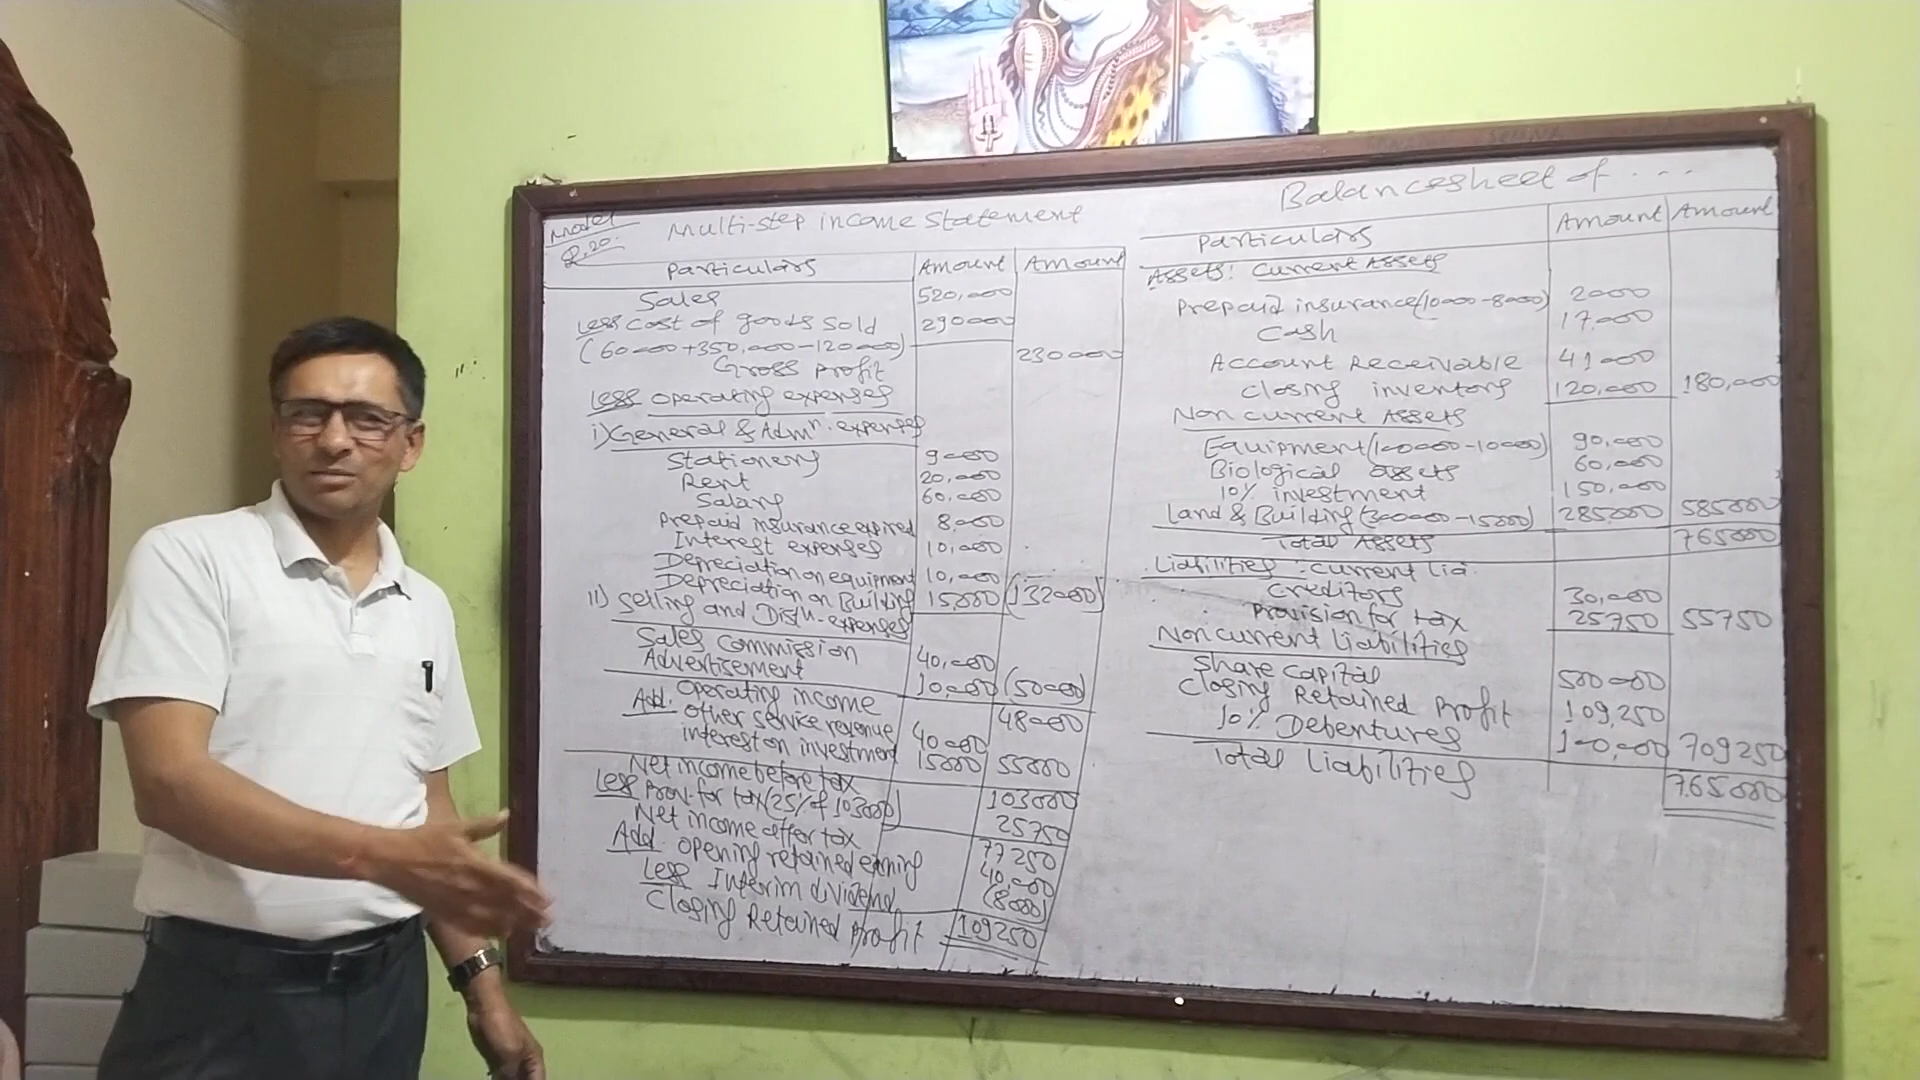 Model
Q.20:
Multi-step income Statement
Particulars Amount Amount
Sales 520,000
Less cost of goods sold 290000
(60000+350,000-120000)
Gross profit 230000
Less operating expenses
i) General & Admn. expenses
Stationery 9000
Rent 20,000
Salary 60,000
Prepaid insurance expired 8000
Interest expenses 10,000
Depreciation on equipment 10,000
Depreciation on Building 15000 (132000)
ii) Selling and Distn. expenses
Sales commission 40,000
Advertisement 10,000 (50000)
Operating income 48000
Add. other service revenue 40000
interest on investment 15000 55000
Net income before tax 103000
Less Prov. for tax (25% of 103000) 25750
Net income after tax 77250
Add. opening retained earning 40,000
Less Interim dividend (8000)
Closing Retained profit 109250
Balancesheet of ....
Particulars Amount Amount
Assets: Current Assets
Prepaid insurance (10000-8000) 2000
Cash 17000
Account Receivable 41000
Closing inventory 120,000 180,000
Non current Assets
Equipment (100000-10000) 90,000
Biological assets 60,000
10% investment 150,000
Land & Building (300000-15000) 285000 585000
Total Assets 765000
Liabilities: Current Lia.
Creditors 30,000
Provision for tax 25750 55750
Non current liabilities
Share capital 500000
Closing Retained Profit 109,250
10% Debentures 100,000 709250
Total Liabilities 765000